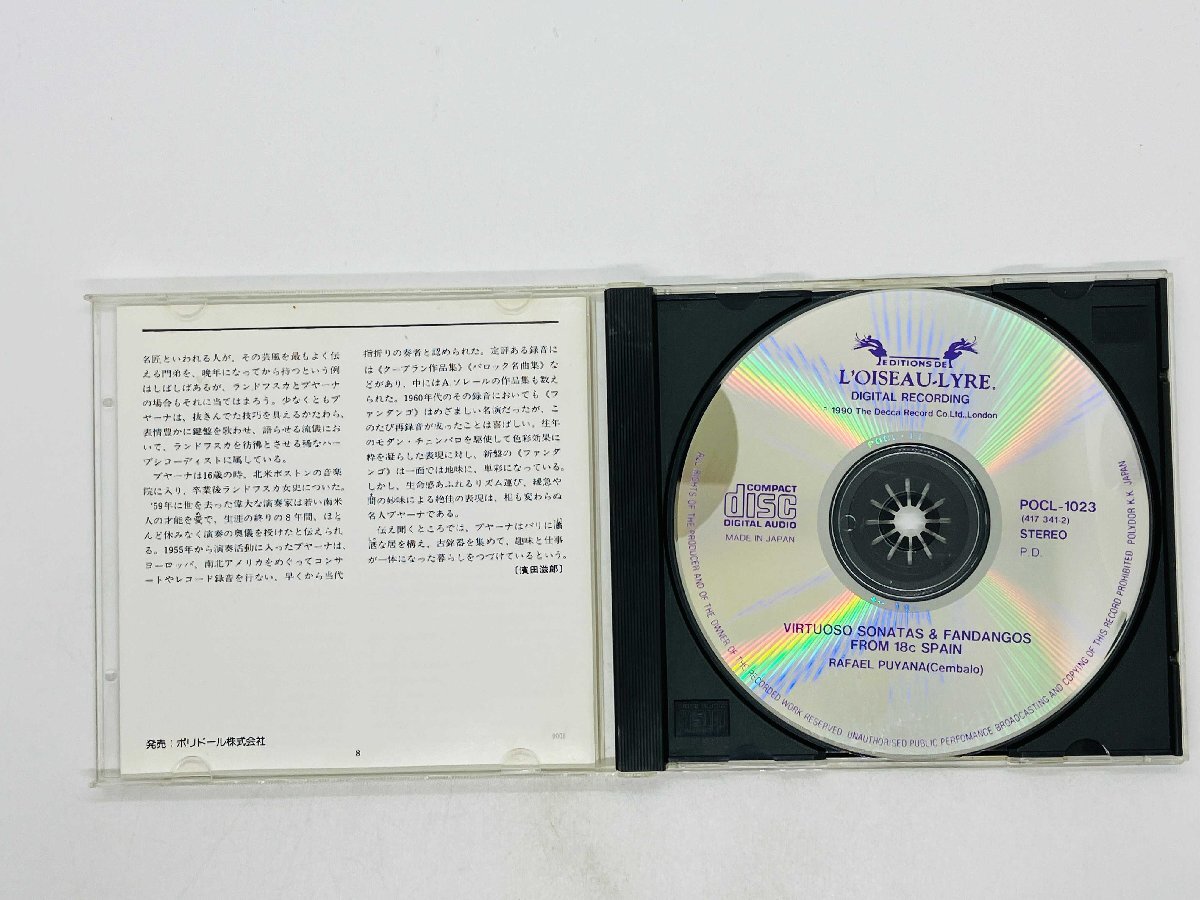 名匠といわれる人が、その芸風を最もよく伝
える門弟を、晩年になってから持つという例
はしばしばあるが、ランドフスカとプヤーナ
の場合もそれに当てはまろう。少なくともプ
ヤーナは、抜きんでた技巧を具えるかたわら、
表情豊かに鍵盤を歌わせ、語らせる流儀にお
いて、ランドフスカを彷彿とさせる稀なハー
プシコーディストに属している。
プヤーナは16歳の時、北米ボストンの音楽
院に入り、卒業後ランドフスカ女史についた。
'59年に世を去った偉大な演奏家は若い南米
人の才能を愛で、生涯の終りの8年間、ほと
んど休みなく演奏の奥儀を授けたと伝えられ
る。1955年から演奏活動に入ったプヤーナは、
ヨーロッパ、南北アメリカをめぐってコンサ
ートやレコード録音を行ない、早くから当代
指折りの奏者と認められた。定評ある録音に
は《クープラン作品集》《バロック名曲集》な
どがあり、中にはA.ソレールの作品集も数え
られた。1960年代のその録音においても《フ
ァンダンゴ》はめざましい名演だったが、こ
のたび再録音が成ったことは喜ばしい。往年
のモダン・チェンバロを駆使して色彩効果に
粋を凝らした表現に対し、新盤の《ファンダ
ンゴ》は一面では地味に、単彩になっている。
しかし、生命感あふれるリズム運び、緩急や
間の妙味による絶佳の表現は、相も変わらぬ
名人プヤーナである。
伝え聞くところでは、プヤーナはパリに瀟
洒な居を構え、古銘器を集めて、趣味と仕事
が一体になった暮らしをつづけているという。
〔濱田滋郎〕
発売：ポリドール株式会社
8
EDITIONS DE
L'OISEAU-LYRE.
DIGITAL RECORDING
℗ 1990 The Decca Record Co.Ltd.,London
COMPACT
disc
DIGITAL AUDIO
MADE IN JAPAN
POCL-1023
(417 341-2)
STEREO
P.D.
VIRTUOSO SONATAS & FANDANGOS
FROM 18c SPAIN
RAFAEL PUYANA(Cembalo)
ALL RIGHTS OF THE PRODUCER AND OF THE OWNER OF THE RECORDED WORK RESERVED. UNAUTHORISED PUBLIC PERFOMANCE BROADCASTING AND COPYING OF THIS RECORD PROHIBITED. POLYDOR K.K. JAPAN